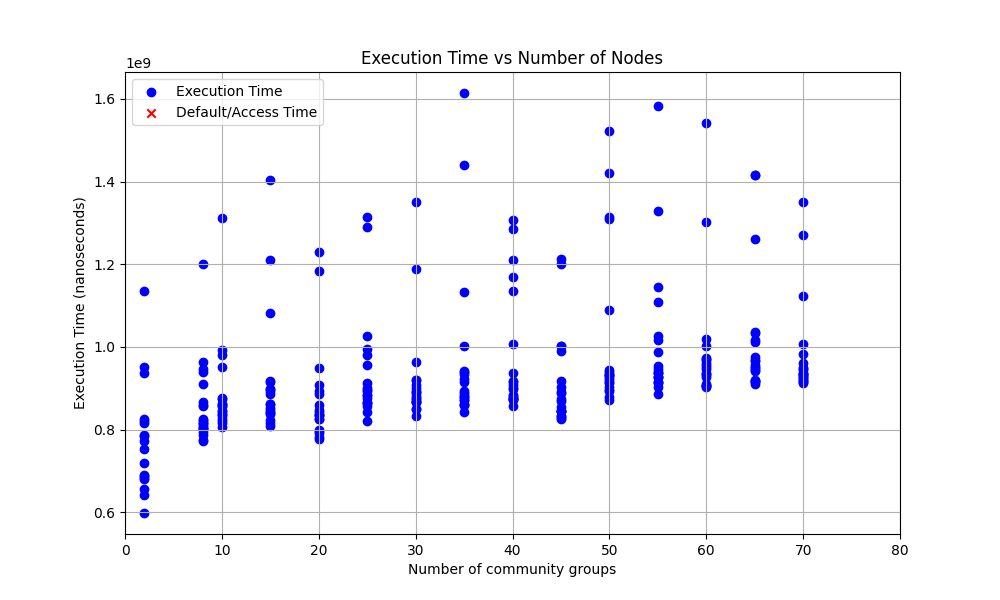 Execution Time vs Number of Nodes
1e9
Execution Time
Default/Access Time
1.6
1.4
1.2
1.0
0.8
0.6
Execution Time (nanoseconds)
0 10 20 30 40 50 60 70 80
Number of community groups